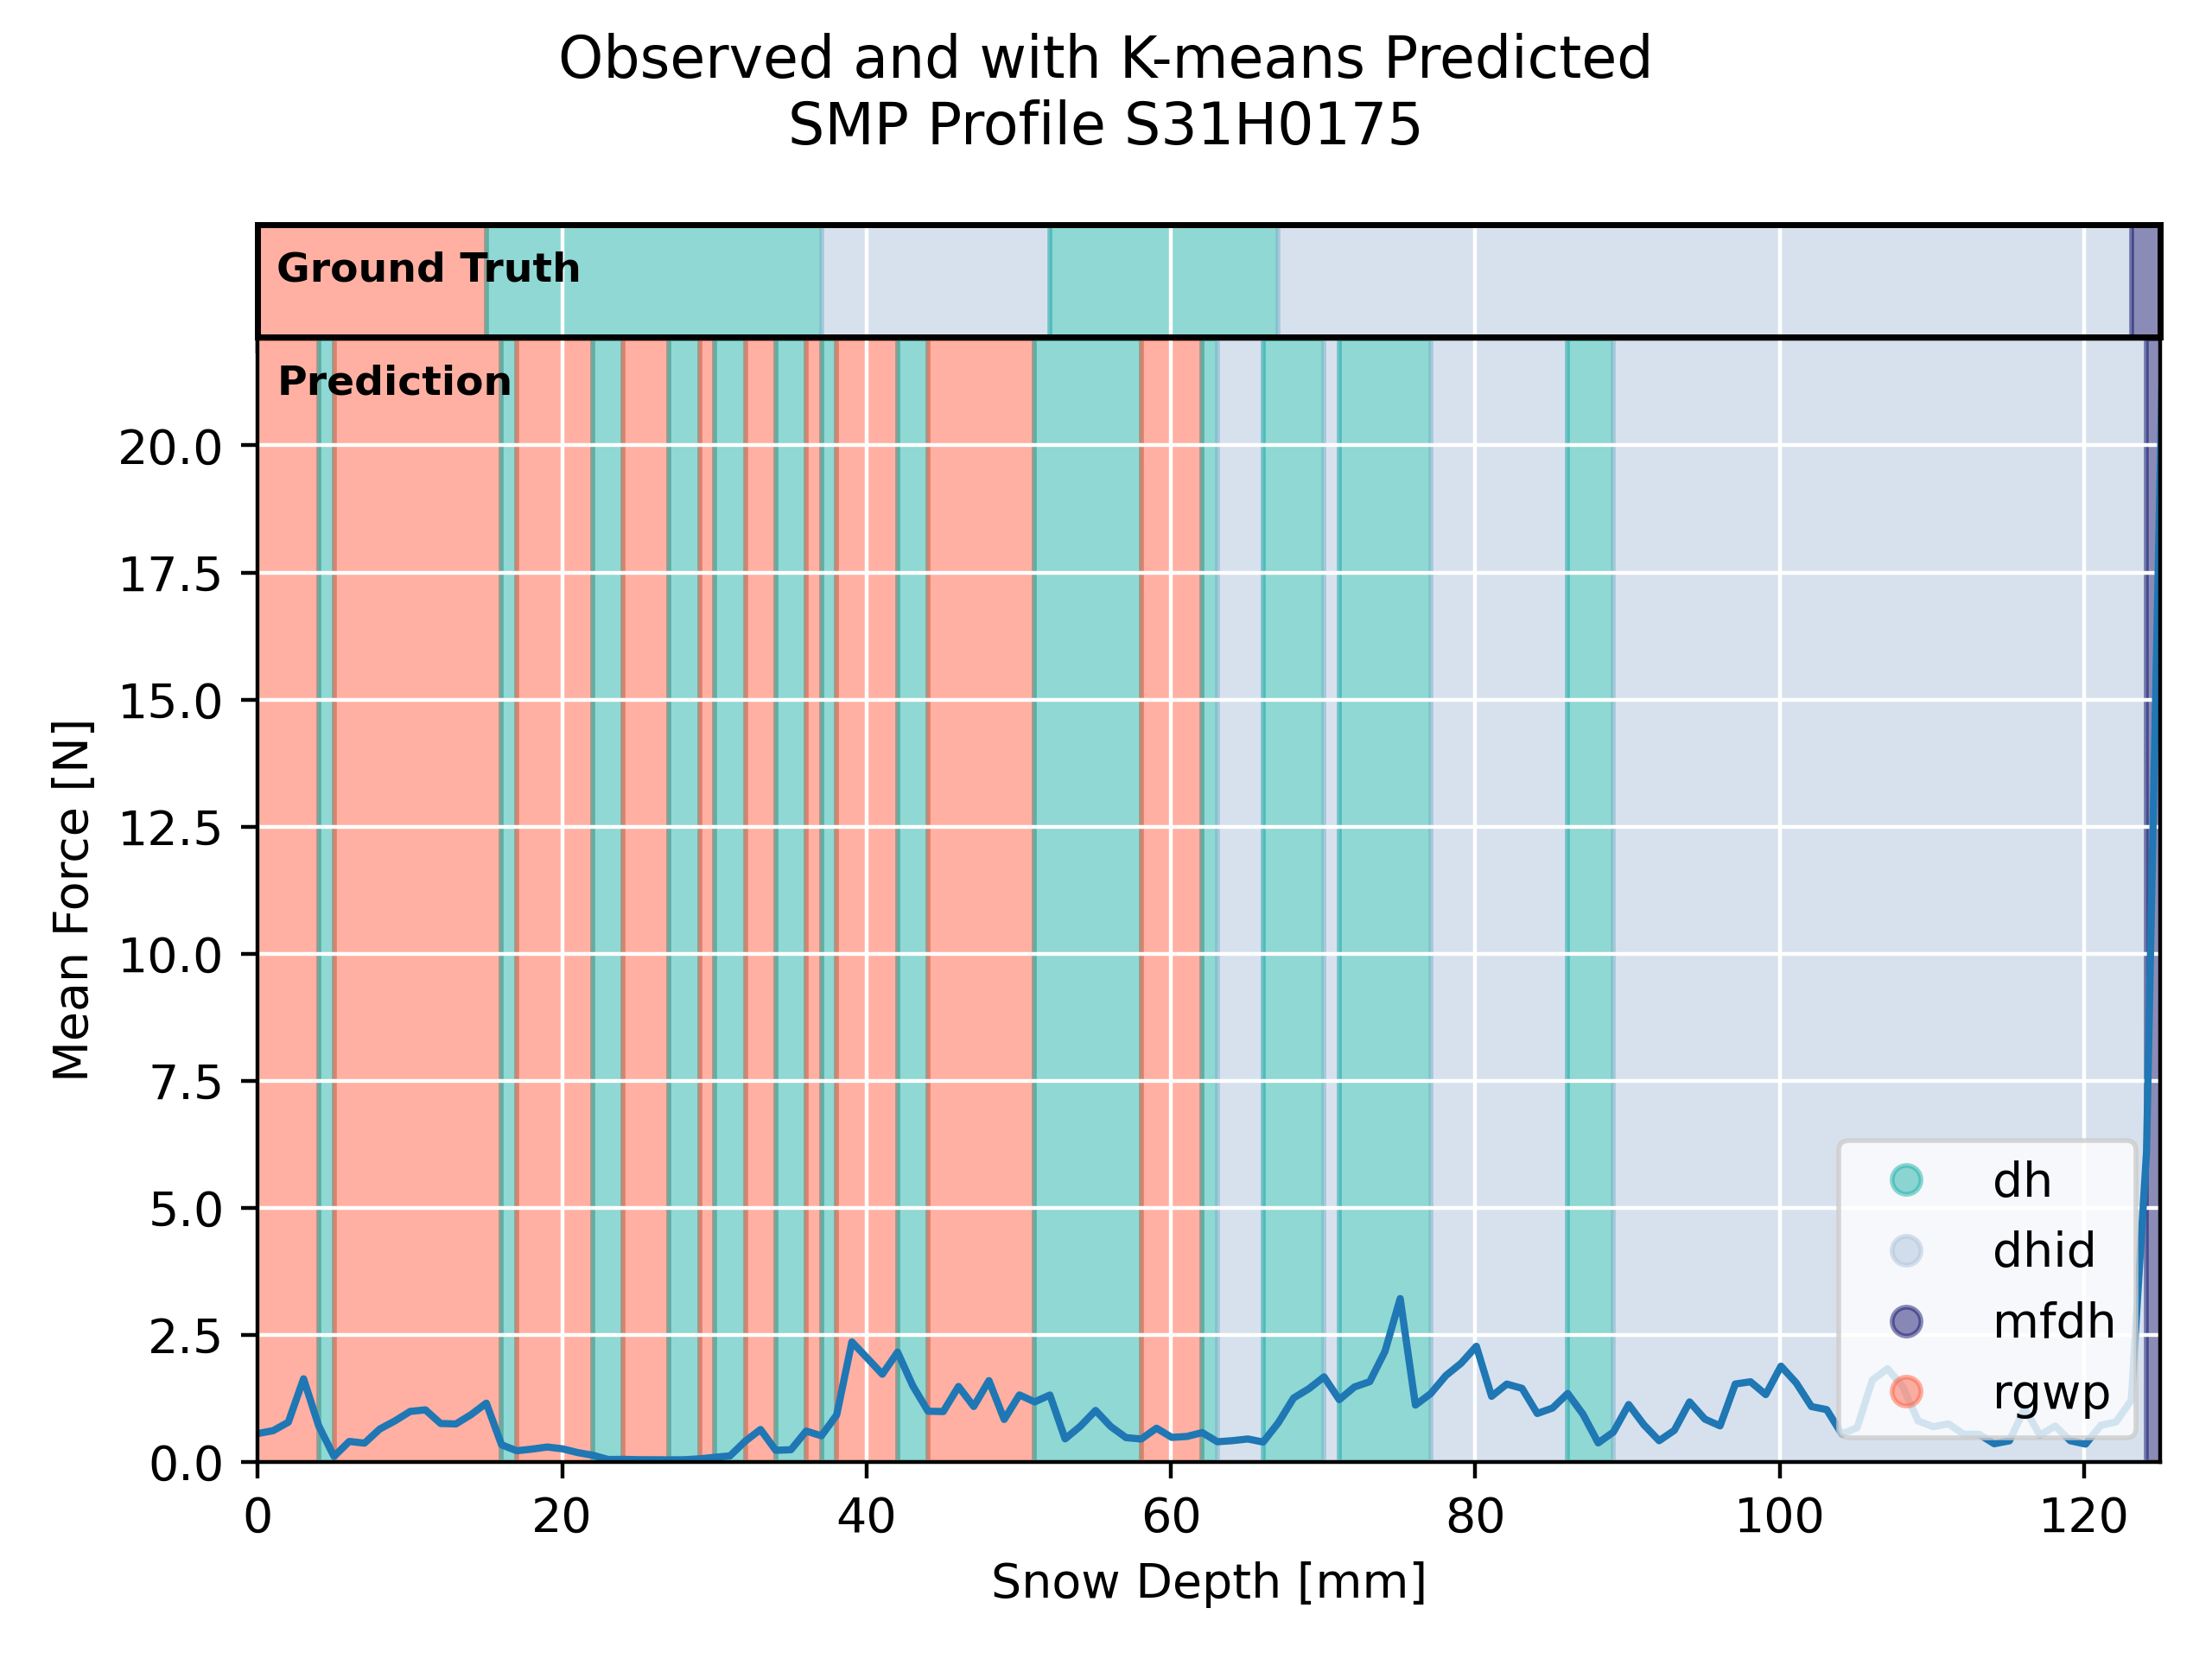 Observed and with K-means Predicted
SMP Profile S31H0175
Ground Truth
Prediction
20.0
17.5
15.0
12.5
10.0
7.5
5.0
2.5
0.0
Mean Force [N]
dh
dhid
mfdh
rgwp
0 20 40 60 80 100 120
Snow Depth [mm]